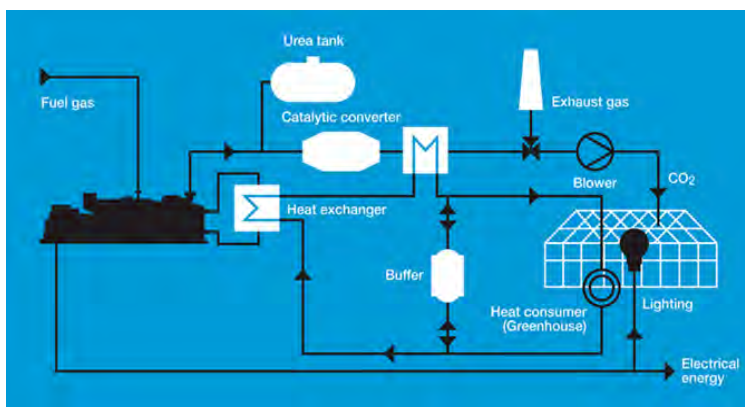 Urea tank
Fuel gas
Exhaust gas
Catalytic converter
Blower
CO₂
Heat exchanger
Buffer
Heat consumer
(Greenhouse)
Lighting
Electrical
energy